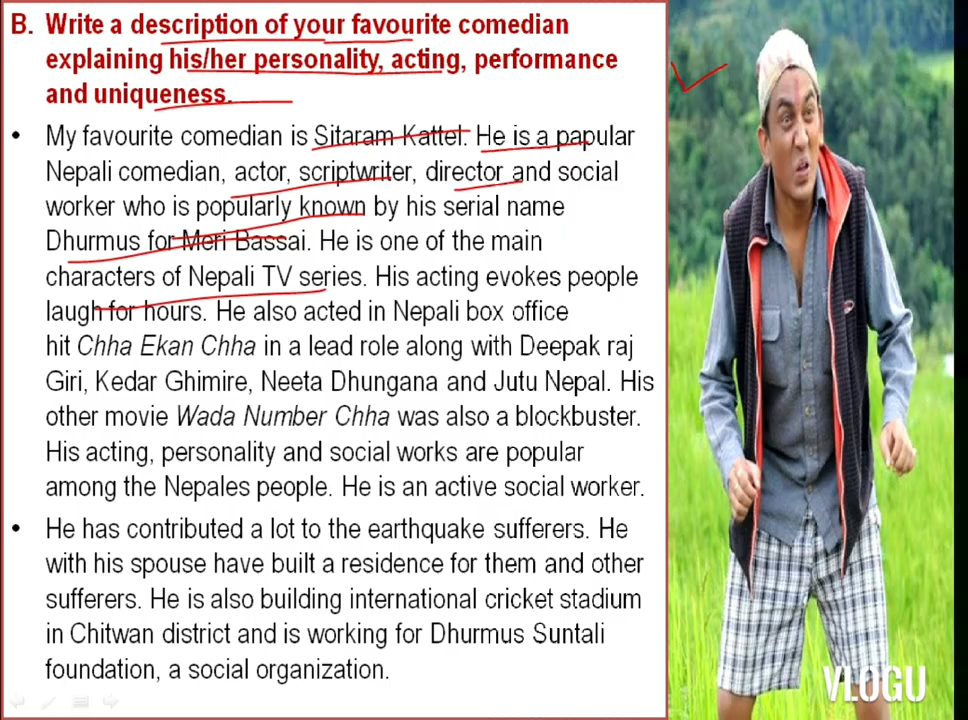 B. Write a description of your favourite comedian
explaining his/her personality, acting, performance
and uniqueness.
• My favourite comedian is Sitaram Kattel. He is a papular
Nepali comedian, actor, scriptwriter, director and social
worker who is popularly known by his serial name
Dhurmus for Meri Bassai. He is one of the main
characters of Nepali TV series. His acting evokes people
laugh for hours. He also acted in Nepali box office
hit Chha Ekan Chha in a lead role along with Deepak raj
Giri, Kedar Ghimire, Neeta Dhungana and Jutu Nepal. His
other movie Wada Number Chha was also a blockbuster.
His acting, personality and social works are popular
among the Nepales people. He is an active social worker.
• He has contributed a lot to the earthquake sufferers. He
with his spouse have built a residence for them and other
sufferers. He is also building international cricket stadium
in Chitwan district and is working for Dhurmus Suntali
foundation, a social organization.
VLOGU